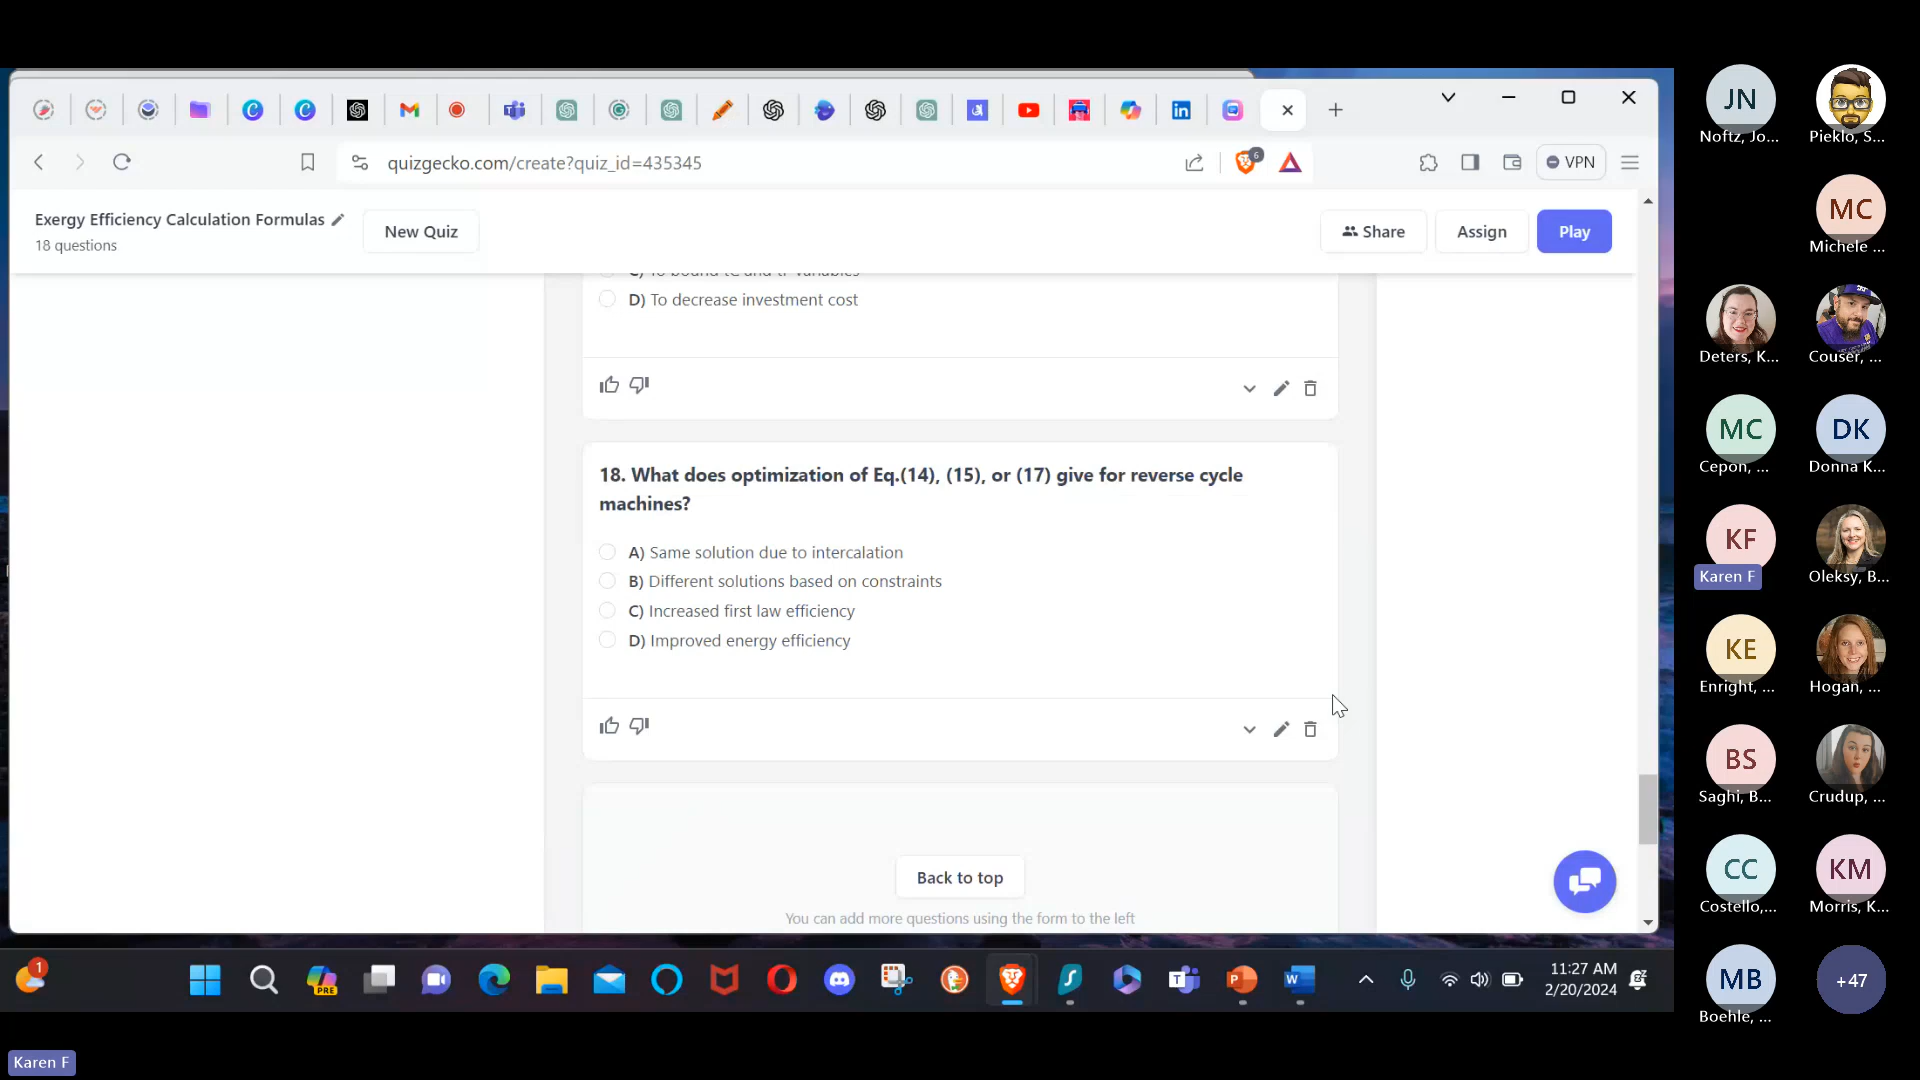 quizgecko.com/create?quiz_id=435345
VPN
Exergy Efficiency Calculation Formulas
18 questions
New Quiz
Share
Assign
Play
D) To decrease investment cost
18. What does optimization of Eq.(14), (15), or (17) give for reverse cycle
machines?
A) Same solution due to intercalation
B) Different solutions based on constraints
C) Increased first law efficiency
D) Improved energy efficiency
Back to top
You can add more questions using the form to the left
11:27 AM
2/20/2024
Karen F
JN
Noftz, Jo...
Pieklo, S...
MC
Michele ...
Deters, K...
Couser, ...
MC
Cepon, ...
DK
Donna K...
KF
Karen F
Oleksy, B...
KE
Enright, ...
Hogan, ...
BS
Saghi, B...
Crudup, ...
CC
Costello,...
KM
Morris, K...
MB
Boehle, ...
+47